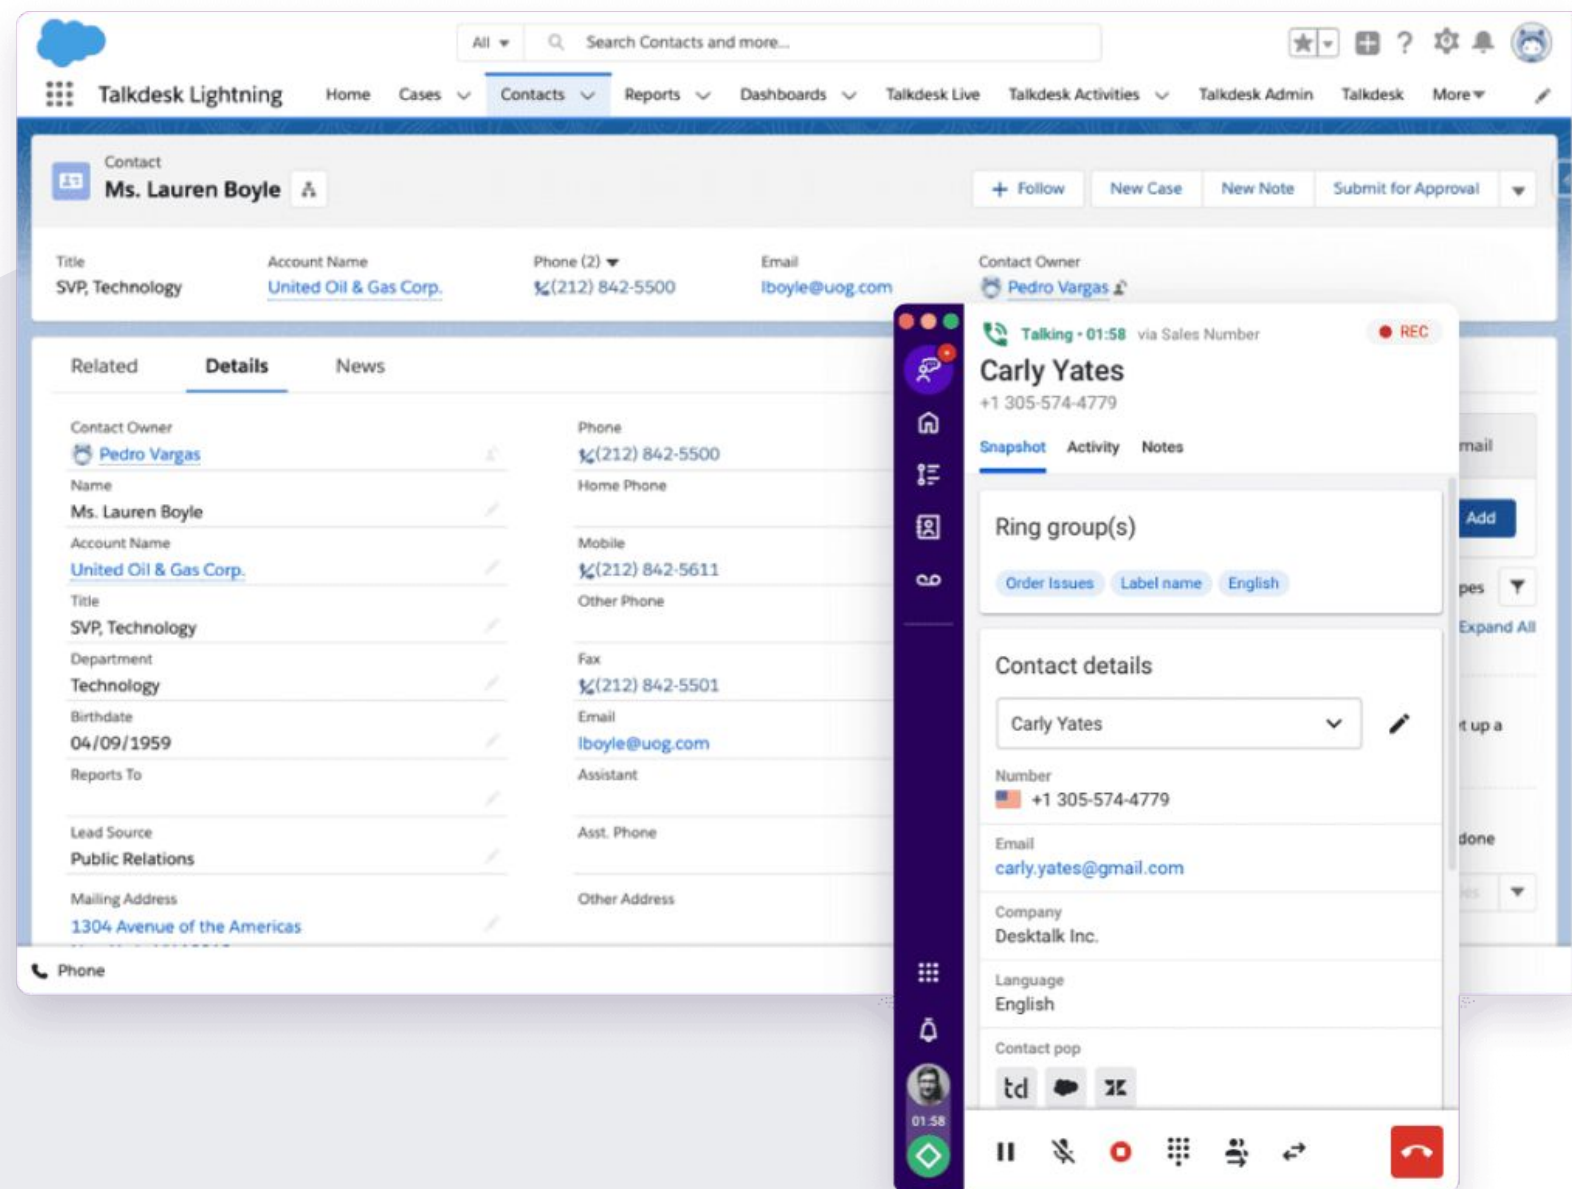 All
Search Contacts and more...
Talkdesk Lightning
Home
Cases
Contacts
Reports
Dashboards
Talkdesk Live
Talkdesk Activities
Talkdesk Admin
Talkdesk
More
Contact
Ms. Lauren Boyle
+ Follow
New Case
New Note
Submit for Approval
Title
SVP, Technology
Account Name
United Oil & Gas Corp.
Phone (2)
(212) 842-5500
Email
lboyle@uog.com
Contact Owner
Pedro Vargas
Related
Details
News
Contact Owner
Pedro Vargas
Name
Ms. Lauren Boyle
Account Name
United Oil & Gas Corp.
Title
SVP, Technology
Department
Technology
Birthdate
04/09/1959
Reports To
Lead Source
Public Relations
Mailing Address
1304 Avenue of the Americas
Phone
(212) 842-5500
Home Phone
Mobile
(212) 842-5611
Other Phone
Fax
(212) 842-5501
Email
lboyle@uog.com
Assistant
Asst. Phone
Other Address
Phone
mail
Add
pes
Expand All
t up a
done
Talking • 01:58 via Sales Number
REC
Carly Yates
+1 305-574-4779
Snapshot
Activity
Notes
Ring group(s)
Order Issues
Label name
English
Contact details
Carly Yates
Number
+1 305-574-4779
Email
carly.yates@gmail.com
Company
Desktalk Inc.
Language
English
Contact pop
td
01:58